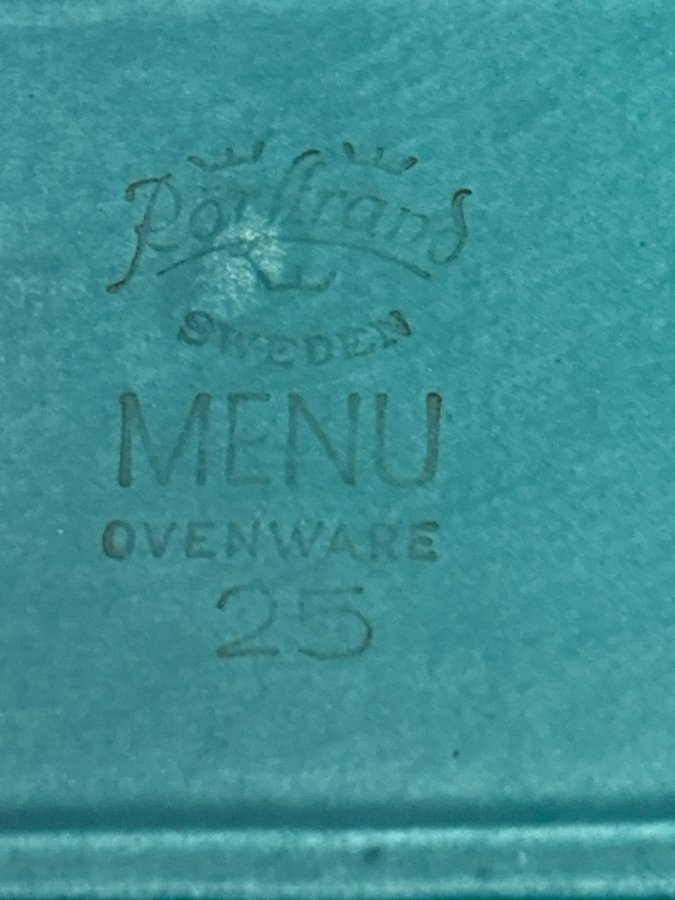 Rörstrand
SWEDEN
MENU
OVENWARE
25